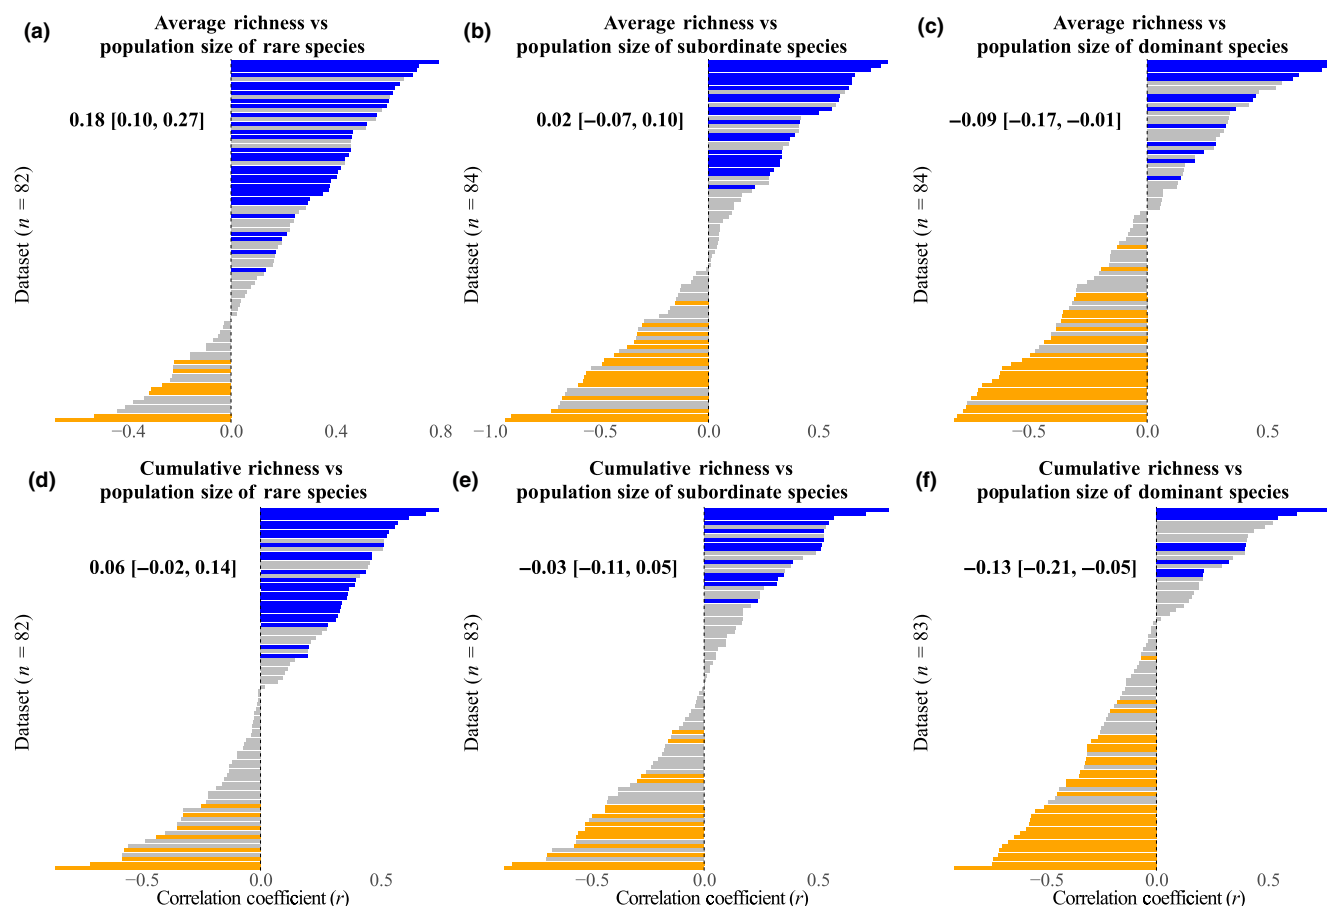 (a)
Average richness vs
population size of rare species
0.18 [0.10, 0.27]
Dataset (n = 82)
−0.4 0.0 0.4 0.8
(b)
Average richness vs
population size of subordinate species
0.02 [−0.07, 0.10]
Dataset (n = 84)
−1.0 −0.5 0.0 0.5
(c)
Average richness vs
population size of dominant species
−0.09 [−0.17, −0.01]
Dataset (n = 84)
−0.5 0.0 0.5
(d)
Cumulative richness vs
population size of rare species
0.06 [−0.02, 0.14]
Dataset (n = 82)
−0.5 0.0 0.5
Correlation coefficient (r)
(e)
Cumulative richness vs
population size of subordinate species
−0.03 [−0.11, 0.05]
Dataset (n = 83)
−0.5 0.0 0.5
Correlation coefficient (r)
(f)
Cumulative richness vs
population size of dominant species
−0.13 [−0.21, −0.05]
Dataset (n = 83)
−0.5 0.0 0.5
Correlation coefficient (r)